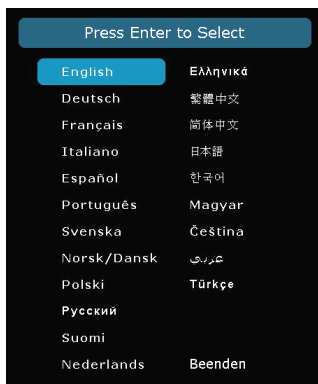 Press Enter to Select
English Ελληνικά
Deutsch 繁體中文
Français 简体中文
Italiano 日本語
Español 한국어
Português Magyar
Svenska Čeština
Norsk/Dansk عربي
Polski Türkçe
Русский
Suomi
Nederlands Beenden